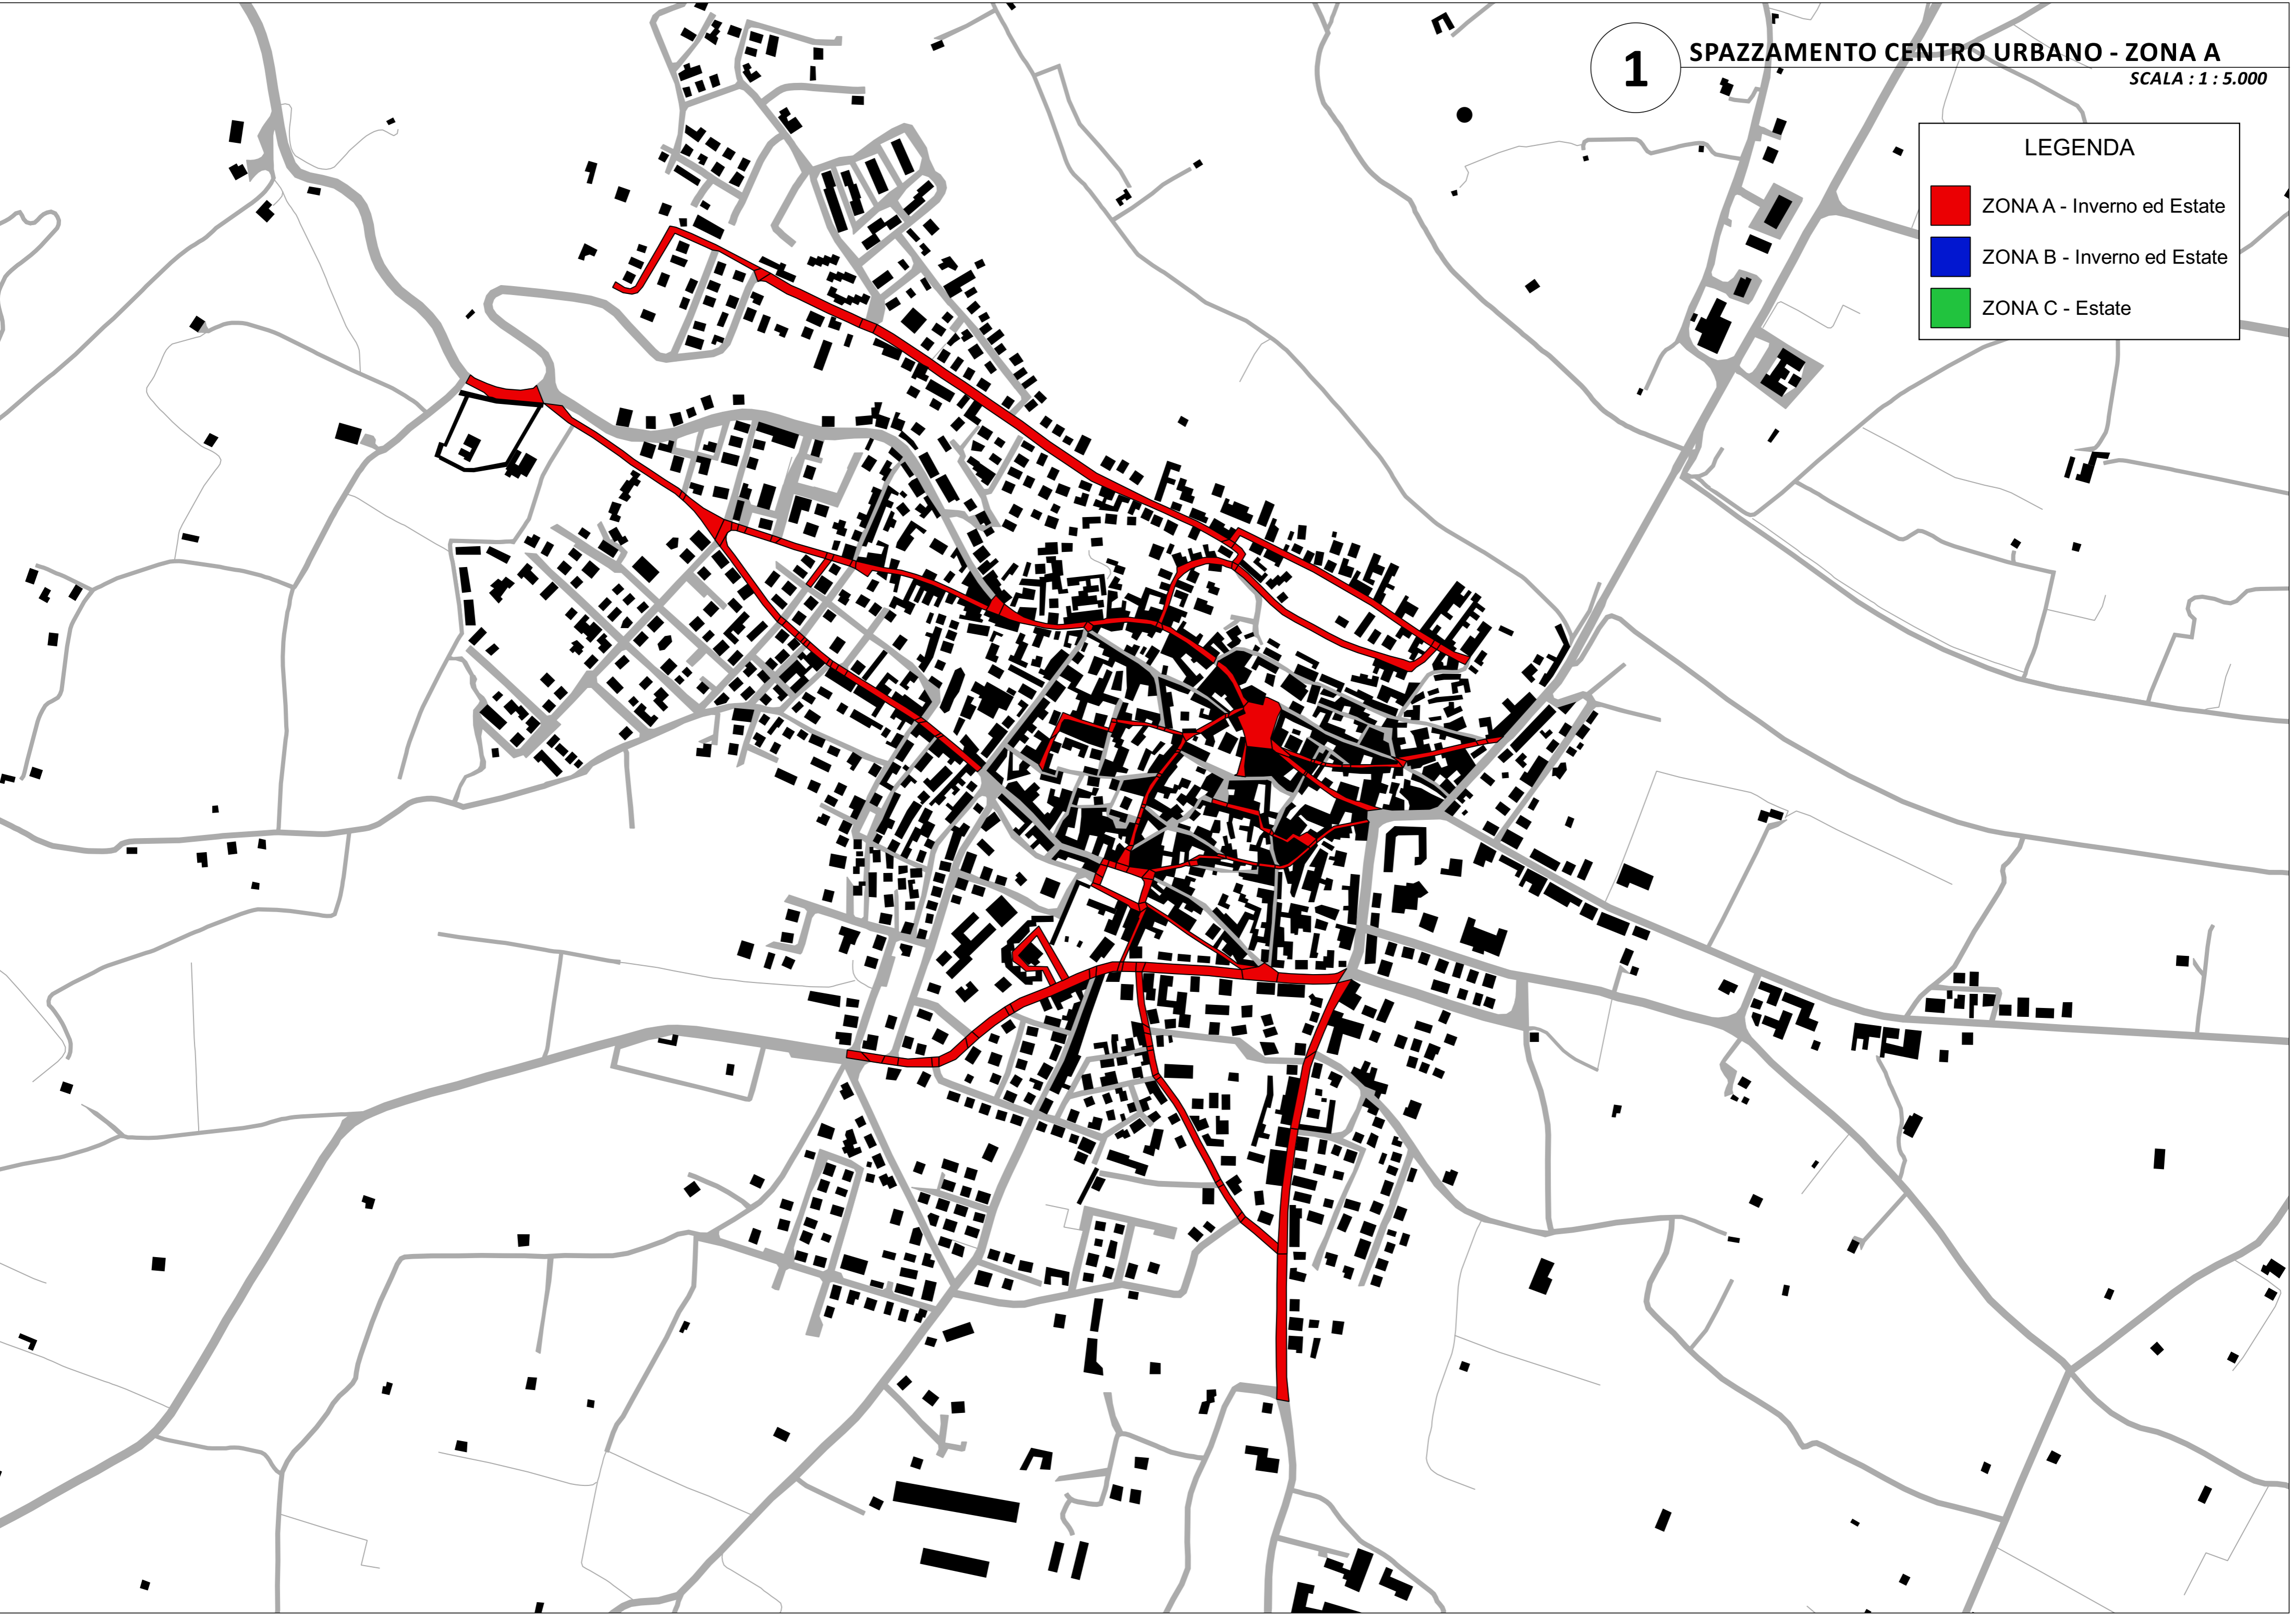 1
SPAZZAMENTO CENTRO URBANO - ZONA A
SCALA : 1 : 5.000
LEGENDA
ZONA A - Inverno ed Estate
ZONA B - Inverno ed Estate
ZONA C - Estate